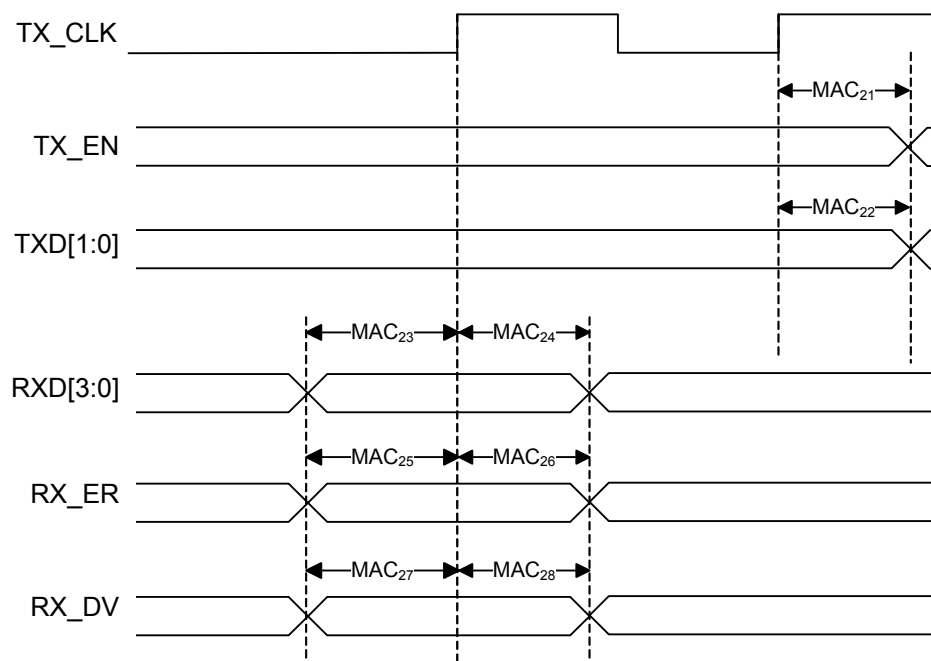 TX_CLK
MAC₂₁
TX_EN
MAC₂₂
TXD[1:0]
MAC₂₃ MAC₂₄
RXD[3:0]
MAC₂₅ MAC₂₆
RX_ER
MAC₂₇ MAC₂₈
RX_DV